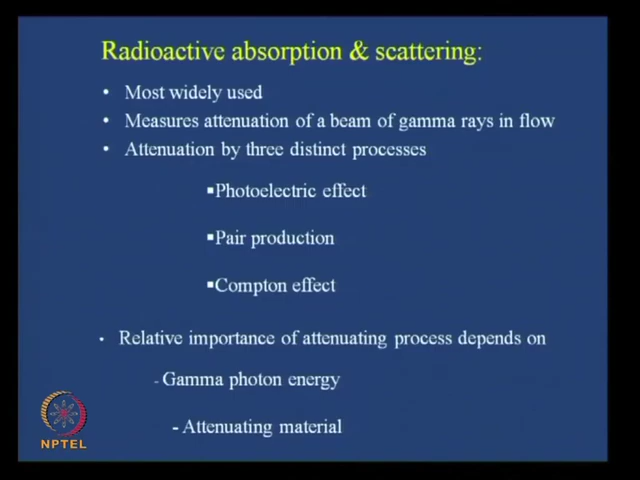 Radioactive absorption & scattering:
• Most widely used
• Measures attenuation of a beam of gamma rays in flow
• Attenuation by three distinct processes
▪Photoelectric effect
▪Pair production
▪Compton effect
• Relative importance of attenuating process depends on
- Gamma photon energy
- Attenuating material
NPTEL